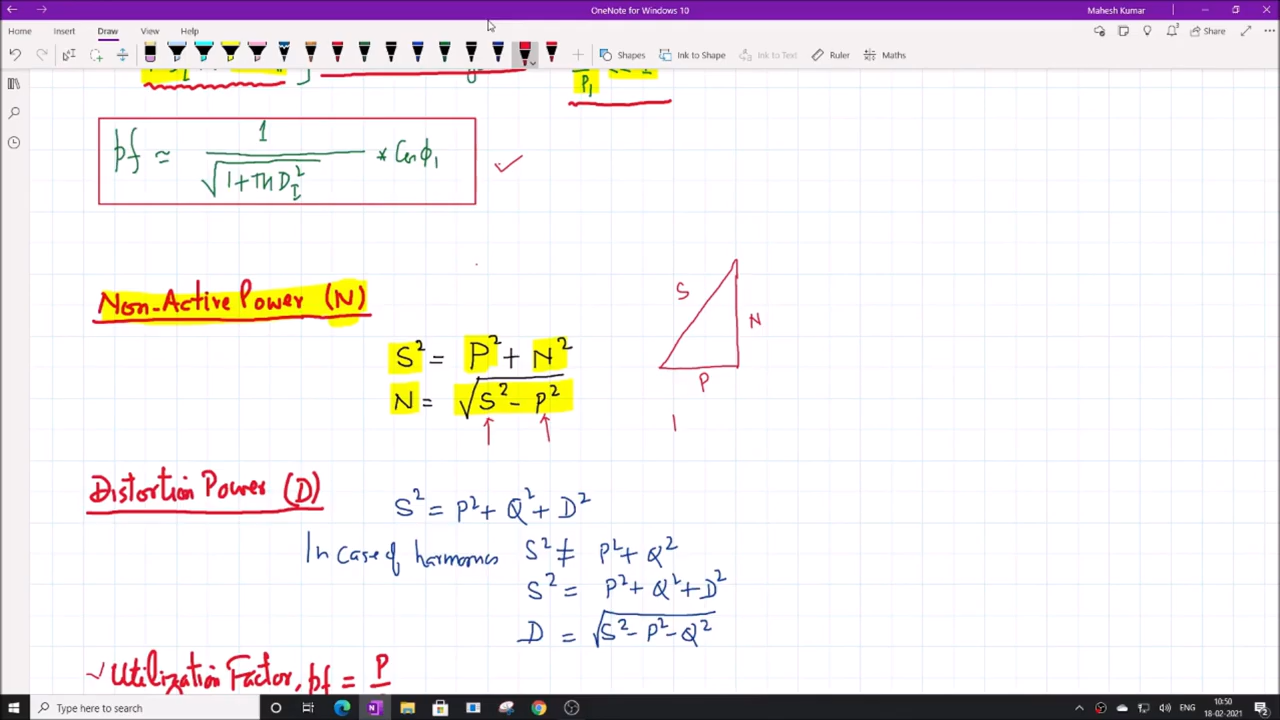 OneNote for Windows 10
Mahesh Kumar
Home Insert Draw View Help
Shapes Ink to Shape Ink to Text Ruler Maths
Share
P₁
pf ≃ 1 / √1+THD_I² * Cosφ₁
Non-Active Power (N)
S² = P² + N²
N = √S² - P²
S
N
P
Distortion Power (D)
S² = P² + Q² + D²
In case of harmonics S² ≠ P² + Q²
S² = P² + Q² + D²
D = √S² - P² - Q²
Utilization Factor, pf = P
Type here to search
10:50
18-02-2021
2